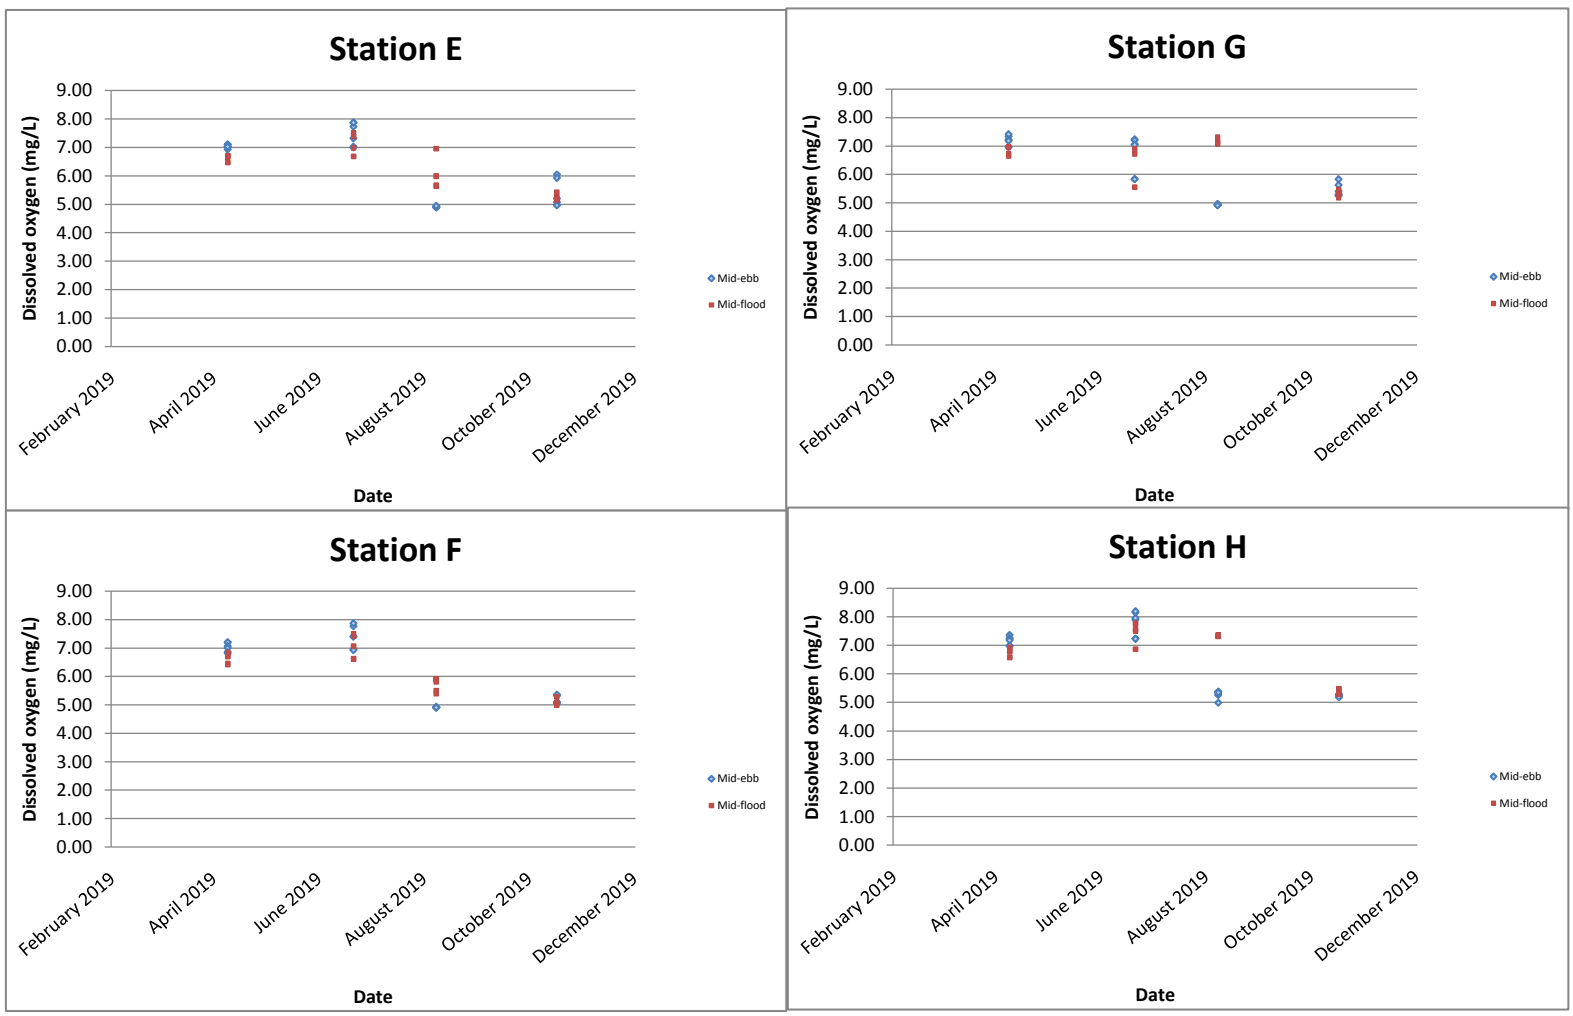 Station E
Dissolved oxygen (mg/L)
9.00
8.00
7.00
6.00
5.00
4.00
3.00
2.00
1.00
0.00
February 2019
April 2019
June 2019
August 2019
October 2019
December 2019
Date
Mid-ebb
Mid-flood
Station G
Dissolved oxygen (mg/L)
9.00
8.00
7.00
6.00
5.00
4.00
3.00
2.00
1.00
0.00
February 2019
April 2019
June 2019
August 2019
October 2019
December 2019
Date
Mid-ebb
Mid-flood
Station F
Dissolved oxygen (mg/L)
9.00
8.00
7.00
6.00
5.00
4.00
3.00
2.00
1.00
0.00
February 2019
April 2019
June 2019
August 2019
October 2019
December 2019
Date
Mid-ebb
Mid-flood
Station H
Dissolved oxygen (mg/L)
9.00
8.00
7.00
6.00
5.00
4.00
3.00
2.00
1.00
0.00
February 2019
April 2019
June 2019
August 2019
October 2019
December 2019
Date
Mid-ebb
Mid-flood